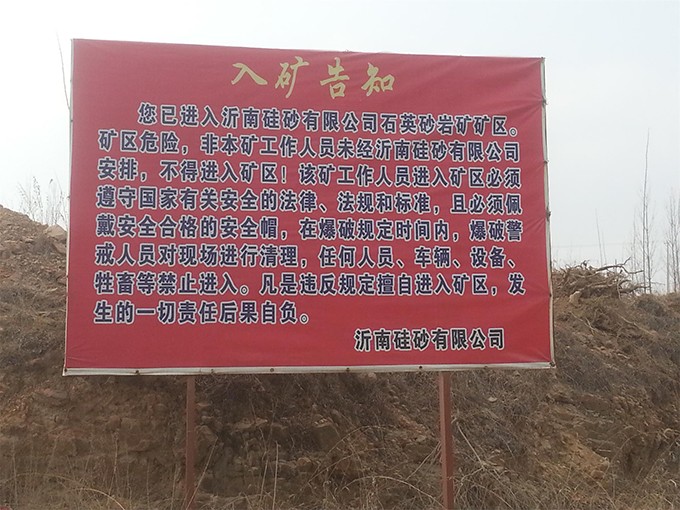 入矿告知
您已进入沂南硅砂有限公司石英砂岩矿矿区。
矿区危险，非本矿工作人员未经沂南硅砂有限公司
安排，不得进入矿区！该矿工作人员进入矿区必须
遵守国家有关安全的法律、法规和标准，且必须佩
戴安全合格的安全帽，在爆破规定时间内，爆破警
戒人员对现场进行清理，任何人员、车辆、设备、
牲畜等禁止进入。凡是违反规定擅自进入矿区，发
生的一切责任后果自负。
沂南硅砂有限公司